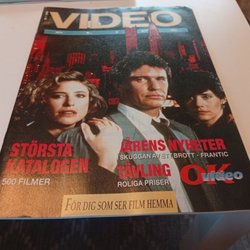 VIDEO
STÖRSTA
KATALOGEN
500 FILMER
ÅRENS NYHETER
I SKUGGAN AV ETT BROTT · FRANTIC
TÄVLING
ROLIGA PRISER
OK
video
FÖR DIG SOM SER FILM HEMMA